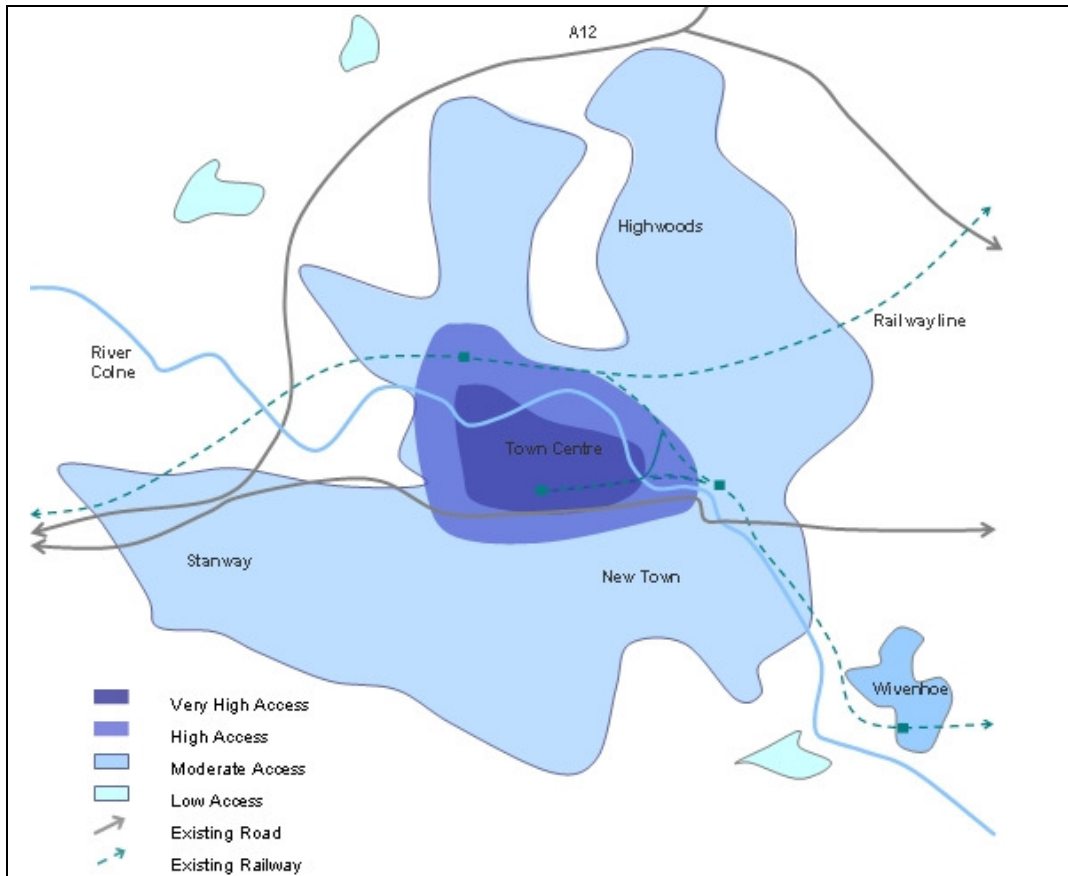 A12
Highwoods
Railway line
River
Colne
Town Centre
Stanway
New Town
Wivenhoe
Very High Access
High Access
Moderate Access
Low Access
Existing Road
Existing Railway